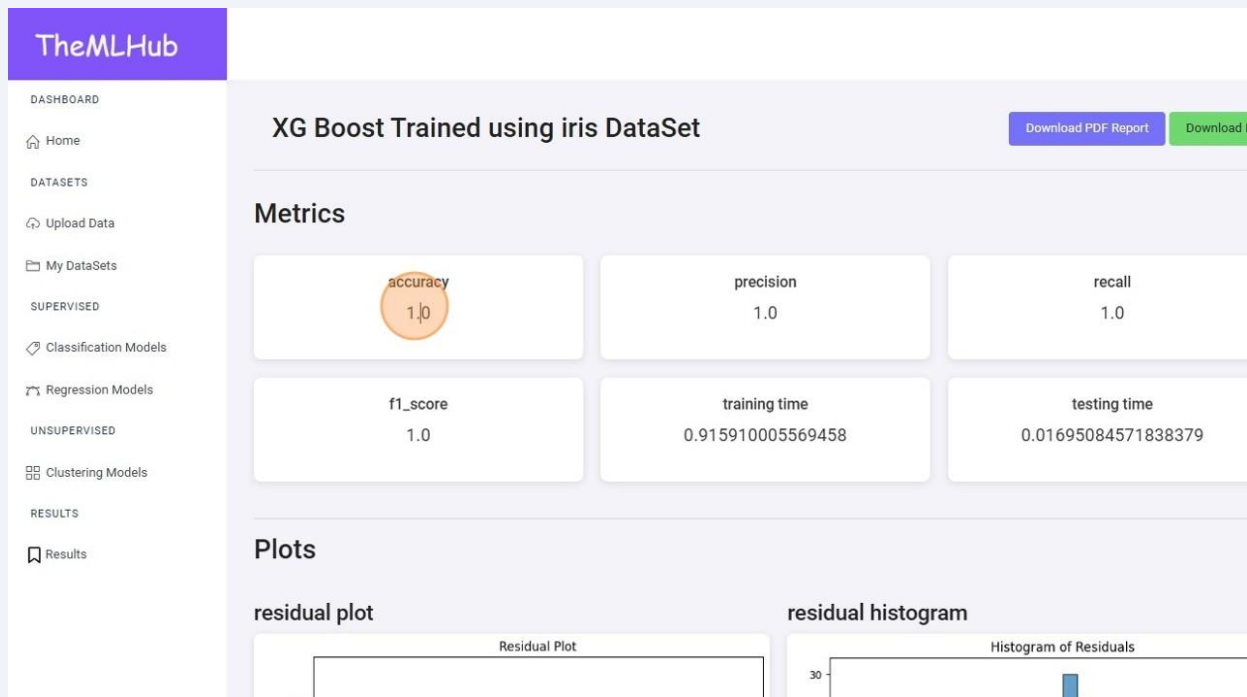 TheMLHub
DASHBOARD
Home
DATASETS
Upload Data
My DataSets
SUPERVISED
Classification Models
Regression Models
UNSUPERVISED
Clustering Models
RESULTS
Results
XG Boost Trained using iris DataSet
Download PDF Report
Download
Metrics
accuracy
1.0
precision
1.0
recall
1.0
f1_score
1.0
training time
0.915910005569458
testing time
0.01695084571838379
Plots
residual plot
Residual Plot
residual histogram
Histogram of Residuals
30